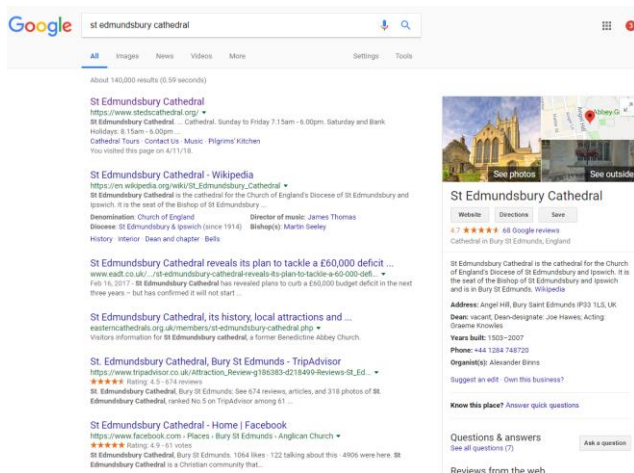 Google
st edmundsbury cathedral
3
All Images News Videos More Settings Tools
About 140,000 results (0.59 seconds)
St Edmundsbury Cathedral
https://www.stedscathedral.org/
St Edmundsbury Cathedral. ... Cathedral. Sunday to Friday 7.15am - 6.00pm. Saturday and Bank
Holidays: 8.15am - 6.00pm ...
Cathedral Tours · Contact Us · Music · Pilgrims' Kitchen
You visited this page on 4/11/18.
St Edmundsbury Cathedral - Wikipedia
https://en.wikipedia.org/wiki/St_Edmundsbury_Cathedral
St Edmundsbury Cathedral is the cathedral for the Church of England's Diocese of St Edmundsbury and
Ipswich. It is the seat of the Bishop of St Edmundsbury ...
Denomination: Church of England Director of music: James Thomas
Diocese: St Edmundsbury & Ipswich (since 1914) Bishop(s): Martin Seeley
History · Interior · Dean and chapter · Bells
St Edmundsbury Cathedral reveals its plan to tackle a £60,000 deficit ...
www.eadt.co.uk/.../st-edmundsbury-cathedral-reveals-its-plan-to-tackle-a-60-000-defi...
Feb 16, 2017 - St Edmundsbury Cathedral has revealed plans to curb a £60,000 budget deficit in the next
three years – but has confirmed it will not start ...
St Edmundsbury Cathedral, its history, local attractions and ...
easterncathedrals.org.uk/members/st-edmundsbury-cathedral.php
Visitors information for St Edmundsbury cathedral, a former Benedictine Abbey Church.
St. Edmundsbury Cathedral, Bury St Edmunds - TripAdvisor
https://www.tripadvisor.co.uk/Attraction_Review-g186383-d218499-Reviews-St_Ed...
Rating: 4.5 - 674 reviews
St. Edmundsbury Cathedral, Bury St Edmunds: See 674 reviews, articles, and 318 photos of St.
Edmundsbury Cathedral, ranked No.5 on TripAdvisor among 61 ...
St Edmundsbury Cathedral - Home | Facebook
https://www.facebook.com › Places › Bury St Edmunds › Anglican Church
Rating: 4.9 - 61 votes
St Edmundsbury Cathedral, Bury St Edmunds. 1064 likes · 122 talking about this · 4906 were here. St
Edmundsbury Cathedral is a Christian community that...
Angel Hill
Abbey G
See photos
See outside
St Edmundsbury Cathedral
Website Directions Save
4.7 68 Google reviews
Cathedral in Bury St Edmunds, England
St Edmundsbury Cathedral is the cathedral for the Church
of England's Diocese of St Edmundsbury and Ipswich. It is
the seat of the Bishop of St Edmundsbury and Ipswich
and is in Bury St Edmunds. Wikipedia
Address: Angel Hill, Bury Saint Edmunds IP33 1LS, UK
Dean: vacant; Dean-designate: Joe Hawes; Acting:
Graeme Knowles
Years built: 1503–2007
Phone: +44 1284 748720
Organist(s): Alexander Binns
Suggest an edit · Own this business?
Know this place? Answer quick questions
Questions & answers
See all questions (7)
Ask a question
Reviews from the web